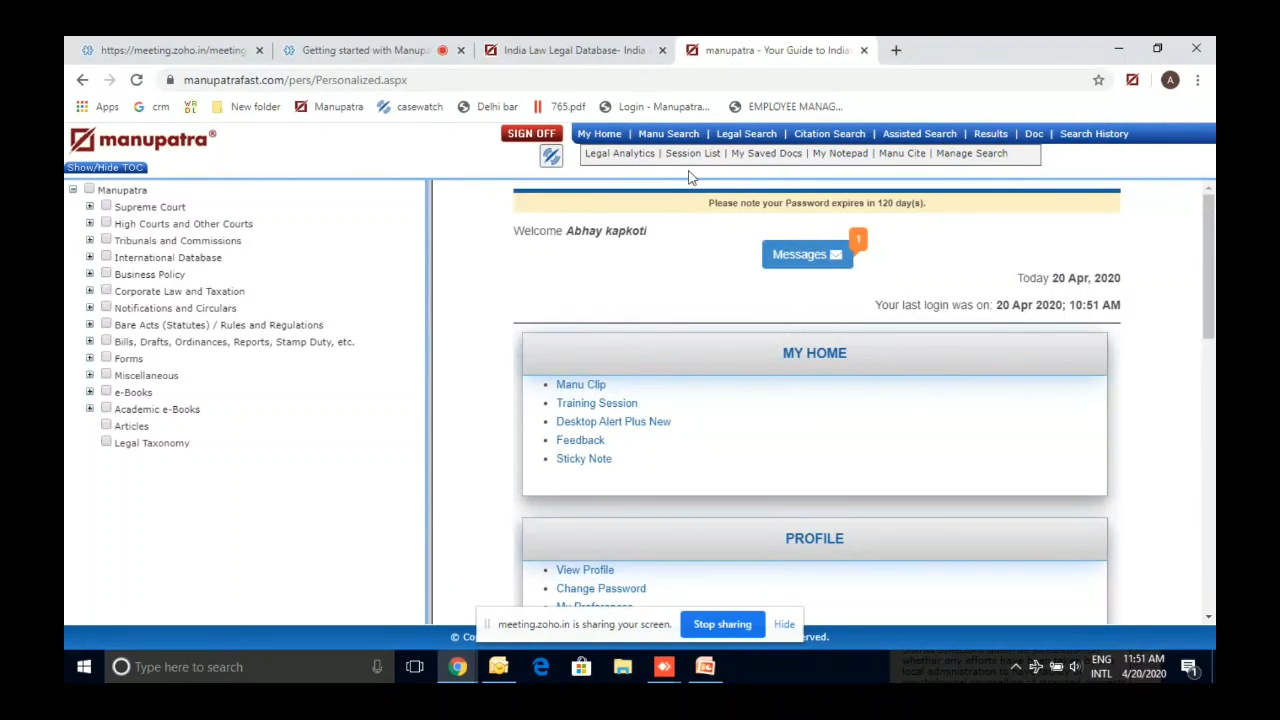 https://meeting.zoho.in/meeting
Getting started with Manupa
India Law Legal Database- India
manupatra - Your Guide to India
manupatrafast.com/pers/Personalized.aspx
A
Apps
crm
New folder
Manupatra
casewatch
Delhi bar
765.pdf
Login - Manupatra...
EMPLOYEE MANAG...
manupatra®
SIGN OFF
My Home | Manu Search | Legal Search | Citation Search | Assisted Search | Results | Doc | Search History
Legal Analytics | Session List | My Saved Docs | My Notepad | Manu Cite | Manage Search
Show/Hide TOC
Manupatra
Supreme Court
High Courts and Other Courts
Tribunals and Commissions
International Database
Business Policy
Corporate Law and Taxation
Notifications and Circulars
Bare Acts (Statutes) / Rules and Regulations
Bills, Drafts, Ordinances, Reports, Stamp Duty, etc.
Forms
Miscellaneous
e-Books
Academic e-Books
Articles
Legal Taxonomy
Please note your Password expires in 120 day(s).
Welcome Abhay kapkoti
Messages
1
Today 20 Apr, 2020
Your last login was on: 20 Apr 2020; 10:51 AM
MY HOME
Manu Clip
Training Session
Desktop Alert Plus New
Feedback
Sticky Note
PROFILE
View Profile
Change Password
My Preferences
meeting.zoho.in is sharing your screen.
Stop sharing
Hide
© Co
erved.
Type here to search
ENG
INTL
11:51 AM
4/20/2020
1